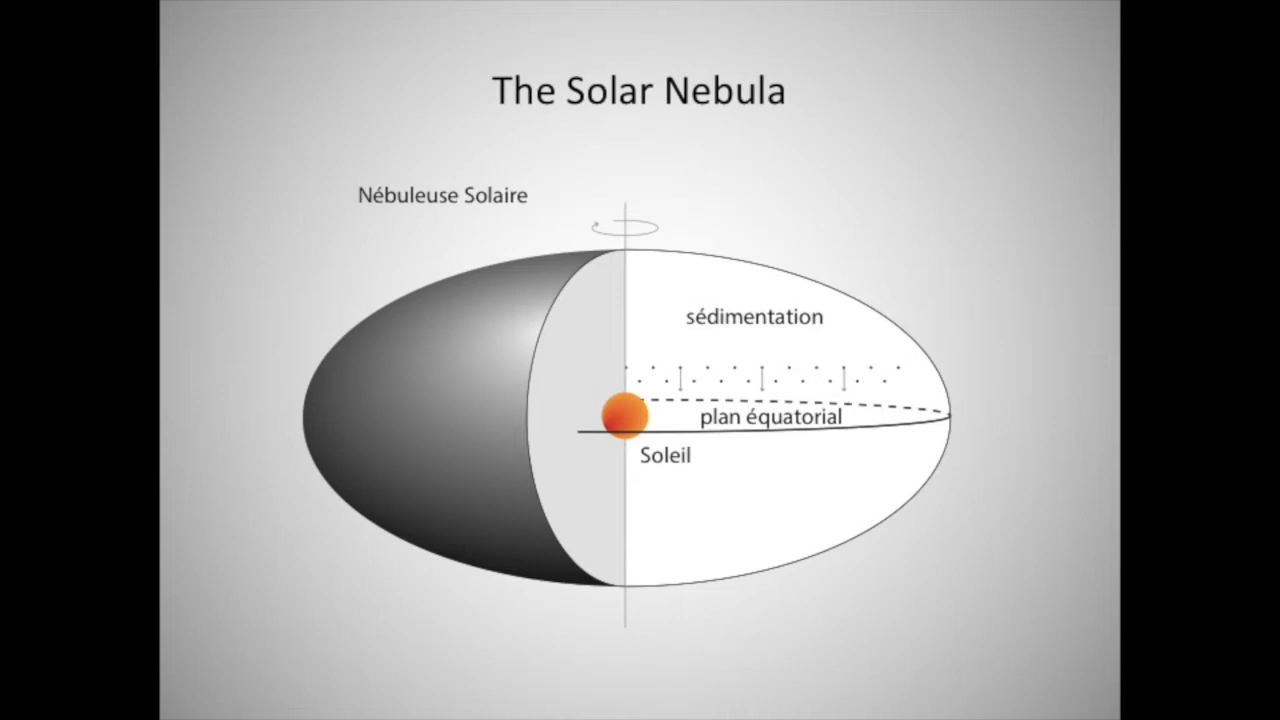 The Solar Nebula
Nébuleuse Solaire
sédimentation
plan équatorial
Soleil